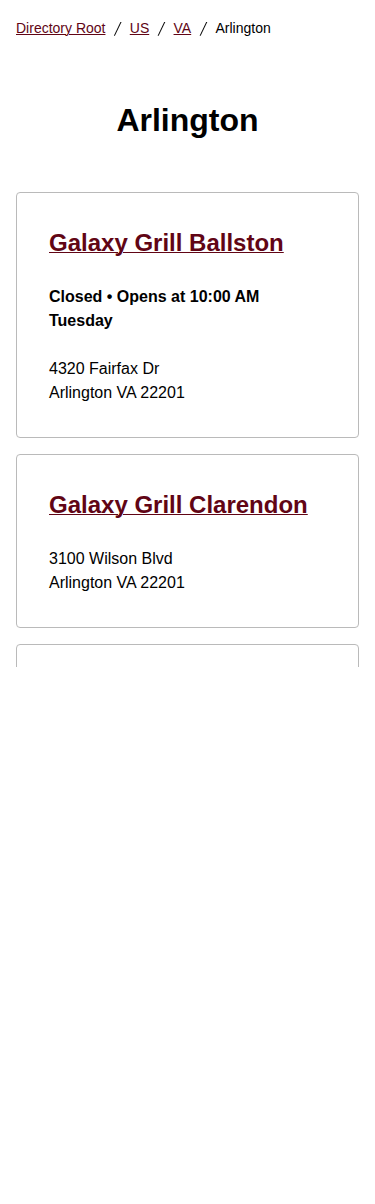 Directory Root / US / VA / Arlington
Arlington
Galaxy Grill Ballston
Closed • Opens at 10:00 AM
Tuesday
4320 Fairfax Dr
Arlington VA 22201
Galaxy Grill Clarendon
3100 Wilson Blvd
Arlington VA 22201